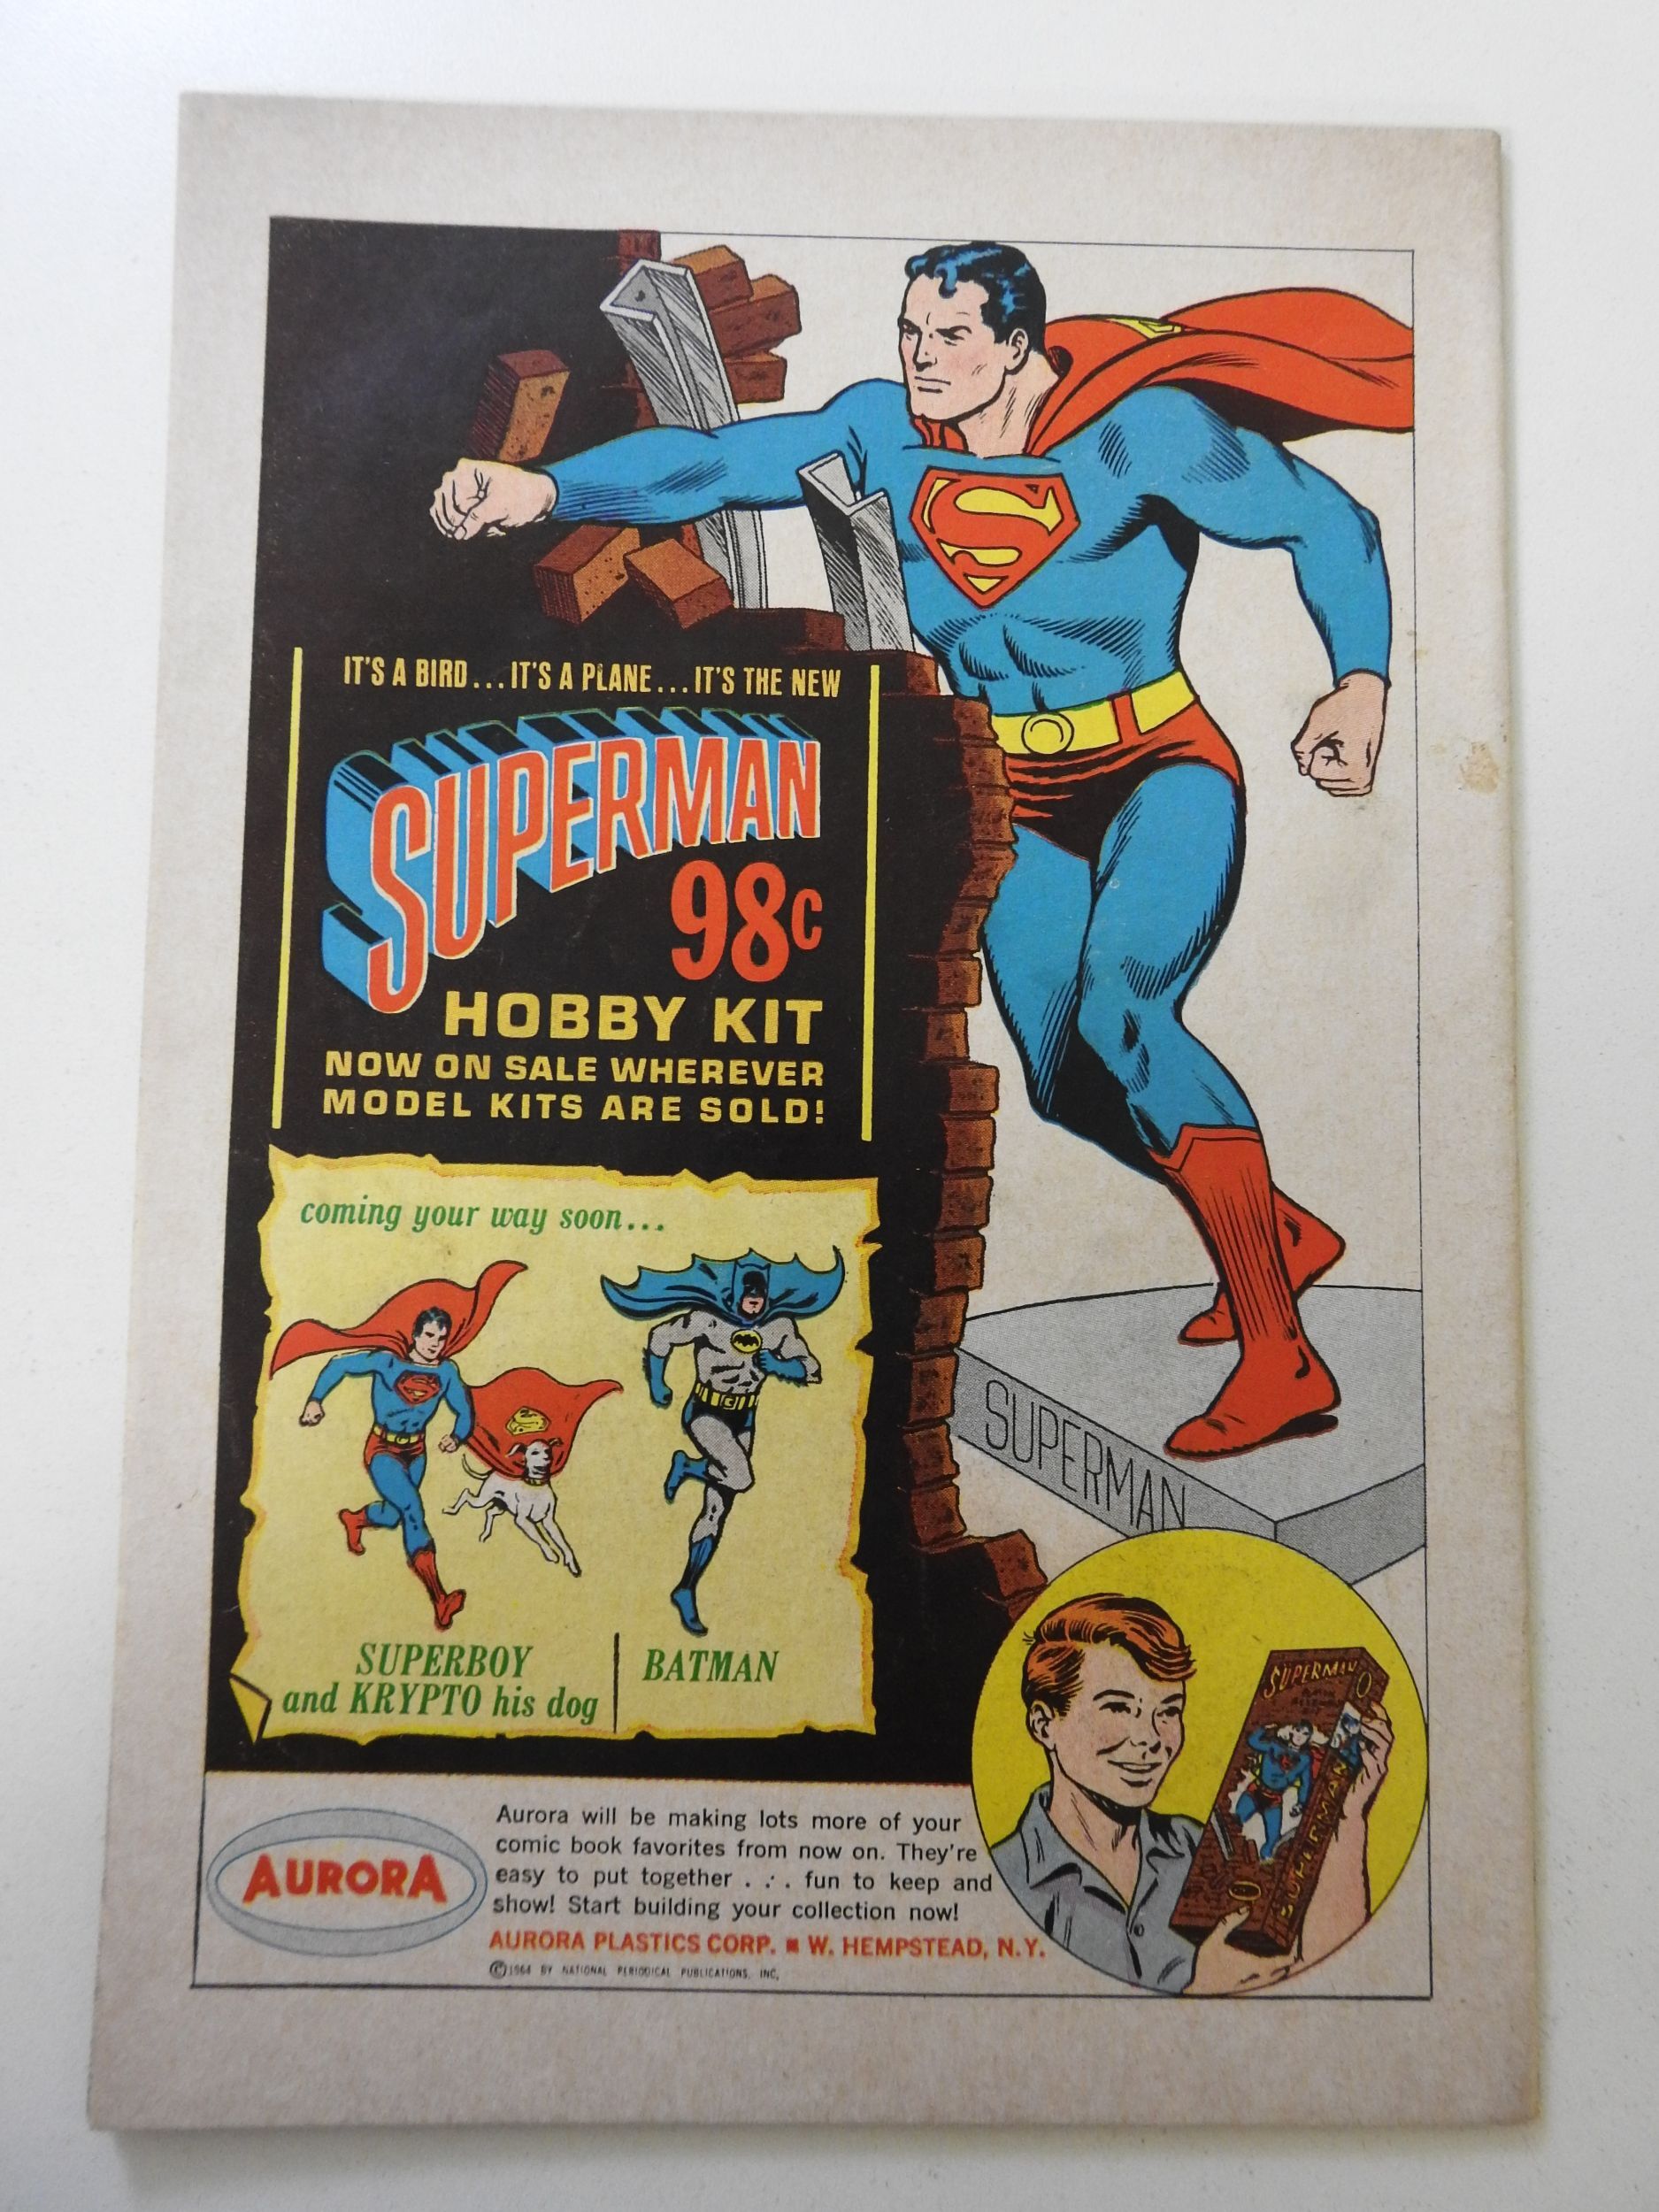 IT'S A BIRD...IT'S A PLANE...IT'S THE NEW
SUPERMAN
98c
HOBBY KIT
NOW ON SALE WHEREVER
MODEL KITS ARE SOLD!
coming your way soon...
SUPERBOY
and KRYPTO his dog
BATMAN
SUPERMAN
SUPERMAN
SUPERMAN
AURORA
Aurora will be making lots more of your
comic book favorites from now on. They're
easy to put together . . . fun to keep and
show! Start building your collection now!
AURORA PLASTICS CORP. ■ W. HEMPSTEAD, N.Y.
©1964 BY NATIONAL PERIODICAL PUBLICATIONS, INC.